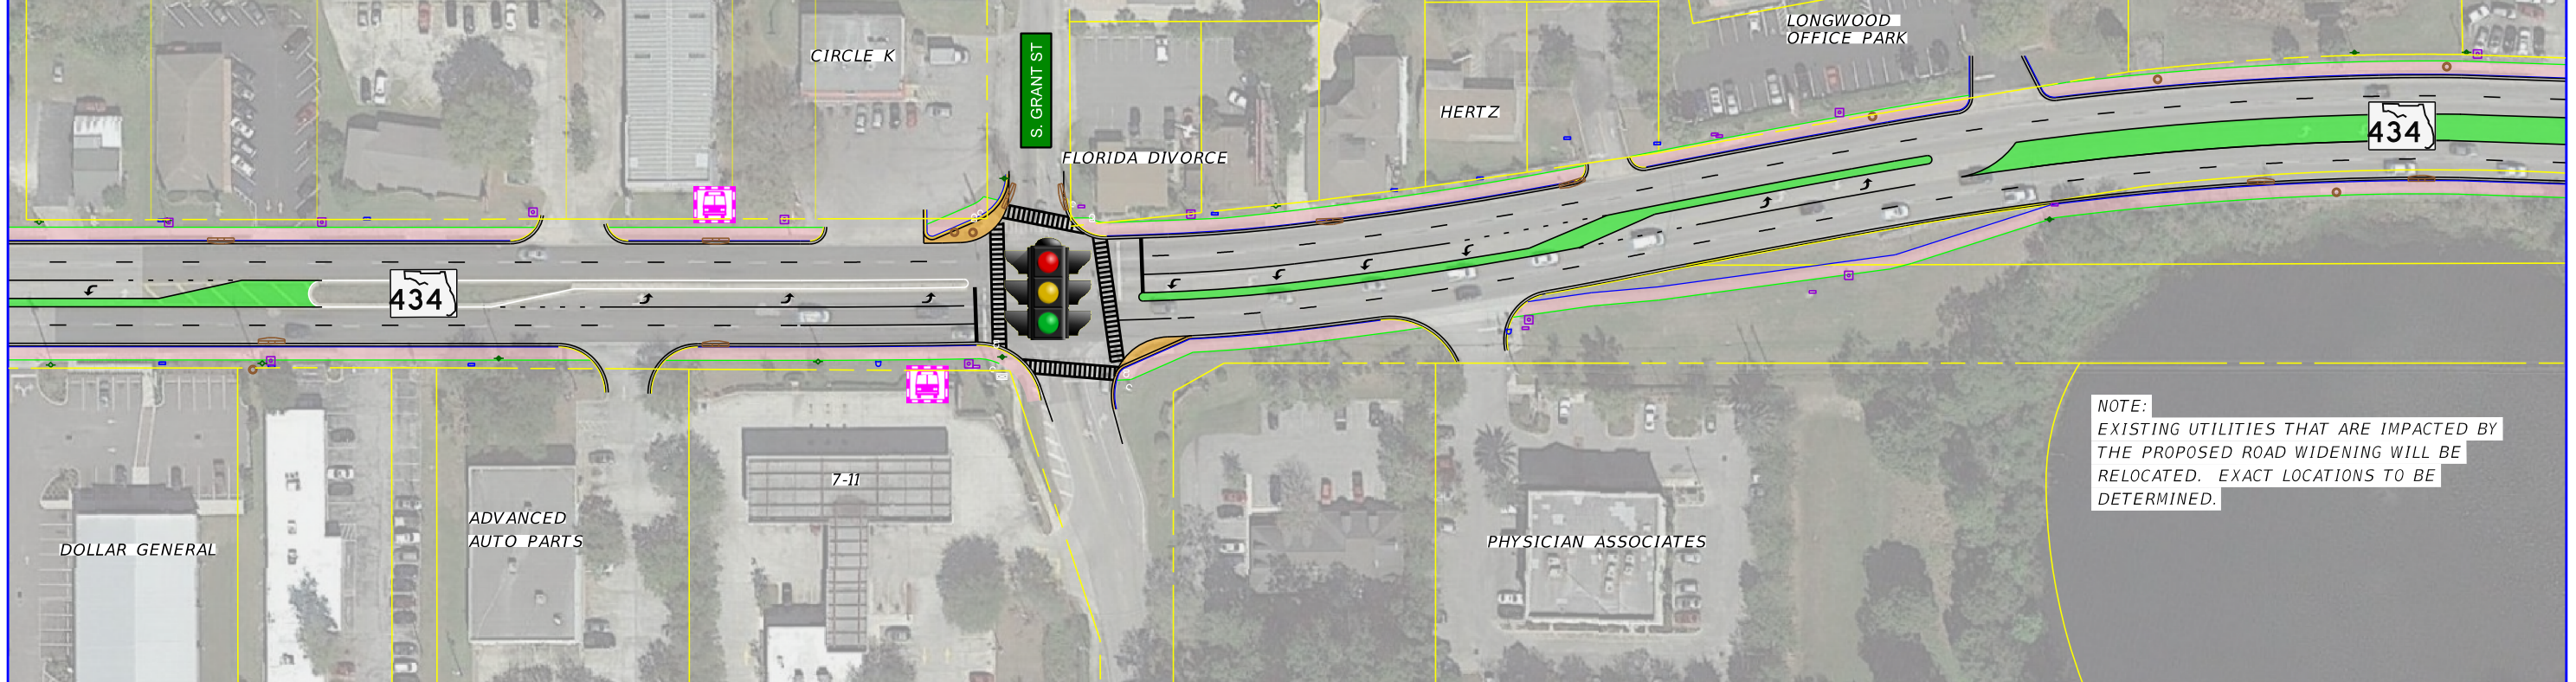 LONGWOOD
OFFICE PARK
CIRCLE K
S. GRANT ST
HERTZ
434
FLORIDA DIVORCE
434
NOTE:
EXISTING UTILITIES THAT ARE IMPACTED BY
THE PROPOSED ROAD WIDENING WILL BE
RELOCATED. EXACT LOCATIONS TO BE
DETERMINED.
7-11
ADVANCED
AUTO PARTS
DOLLAR GENERAL
PHYSICIAN ASSOCIATES